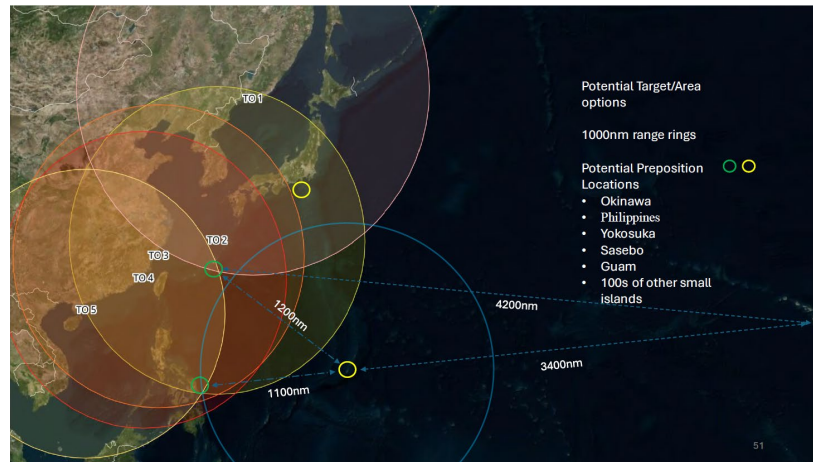 TO 1
TO 2
TO 3
TO 4
TO 5
1200nm
1100nm
4200nm
3400nm
Potential Target/Area
options
1000nm range rings
Potential Preposition
Locations
• Okinawa
• Philippines
• Yokosuka
• Sasebo
• Guam
• 100s of other small
islands
51